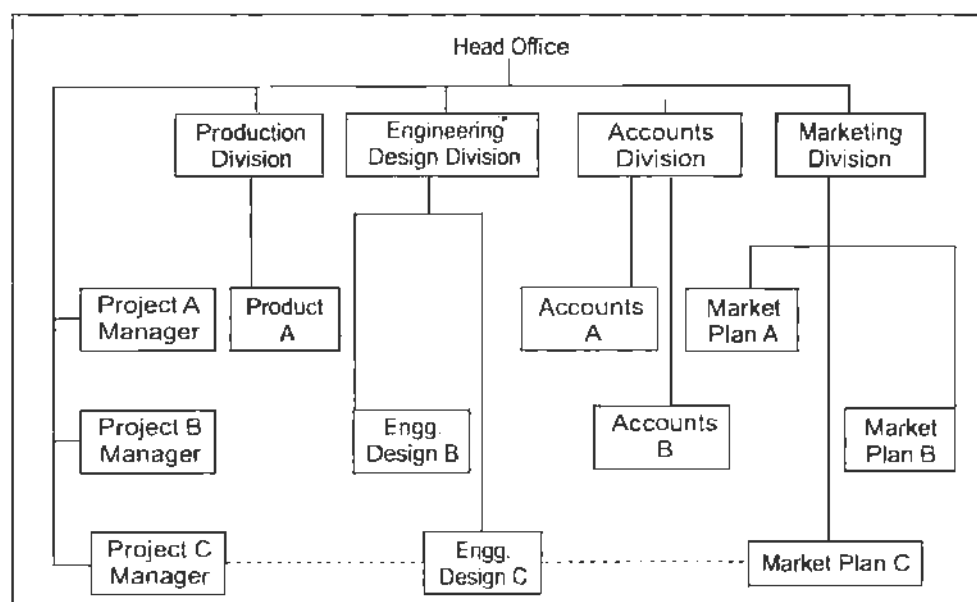 Head Office
Production
Division
Engineering
Design Division
Accounts
Division
Marketing
Division
Project A
Manager
Product
A
Accounts
A
Market
Plan A
Project B
Manager
Engg.
Design B
Accounts
B
Market
Plan B
Project C
Manager
Engg.
Design C
Market Plan C